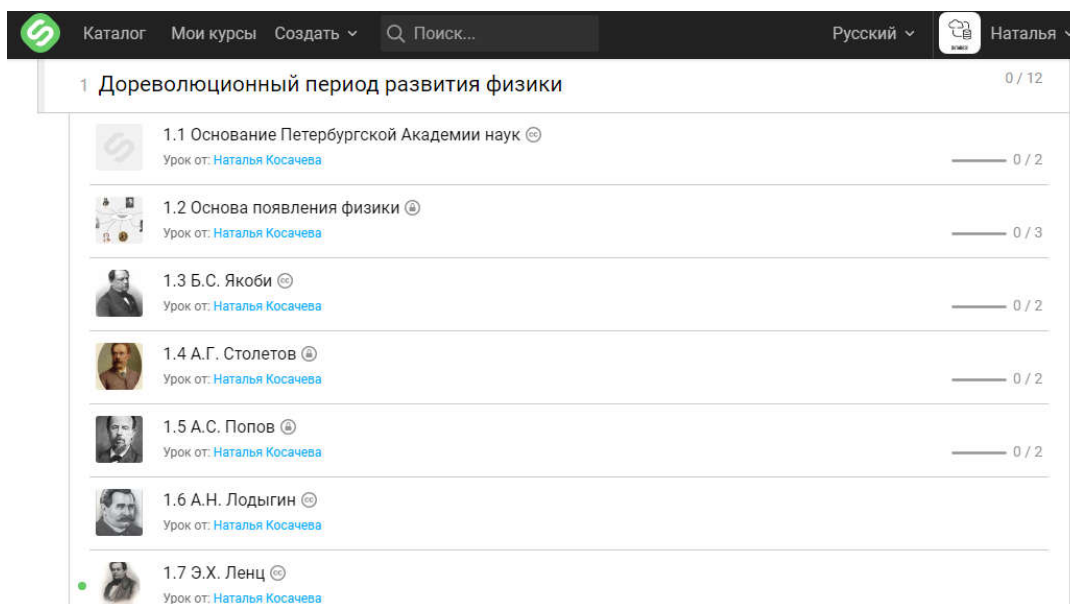 Каталог Мои курсы Создать Поиск... Русский Наталья
1 Дореволюционный период развития физики 0 / 12
1.1 Основание Петербургской Академии наук cc
Урок от: Наталья Косачева 0 / 2
1.2 Основа появления физики
Урок от: Наталья Косачева 0 / 3
1.3 Б.С. Якоби cc
Урок от: Наталья Косачева 0 / 2
1.4 А.Г. Столетов
Урок от: Наталья Косачева 0 / 2
1.5 А.С. Попов
Урок от: Наталья Косачева 0 / 2
1.6 А.Н. Лодыгин cc
Урок от: Наталья Косачева
1.7 Э.Х. Ленц cc
Урок от: Наталья Косачева